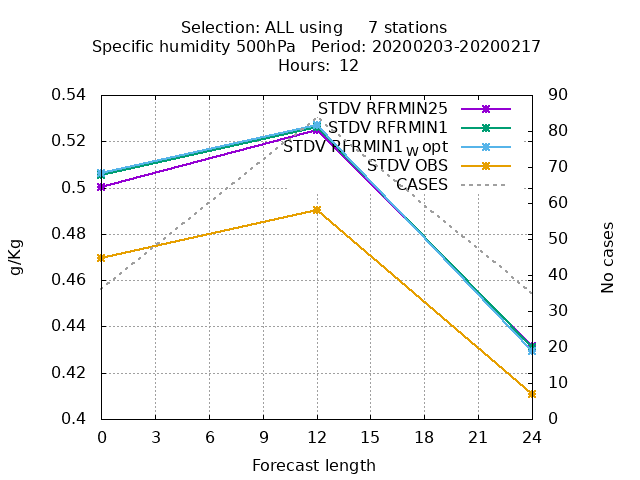 Selection: ALL using 7 stations
Specific humidity 500hPa Period: 20200203-20200217
Hours: 12
STDV RFRMIN25
STDV RFRMIN1
STDV RFRMIN1 w opt
STDV OBS
CASES
0.54
0.52
0.5
0.48
0.46
0.44
0.42
0.4
g/Kg
90
80
70
60
50
40
30
20
10
0
No cases
0 3 6 9 12 15 18 21 24
Forecast length